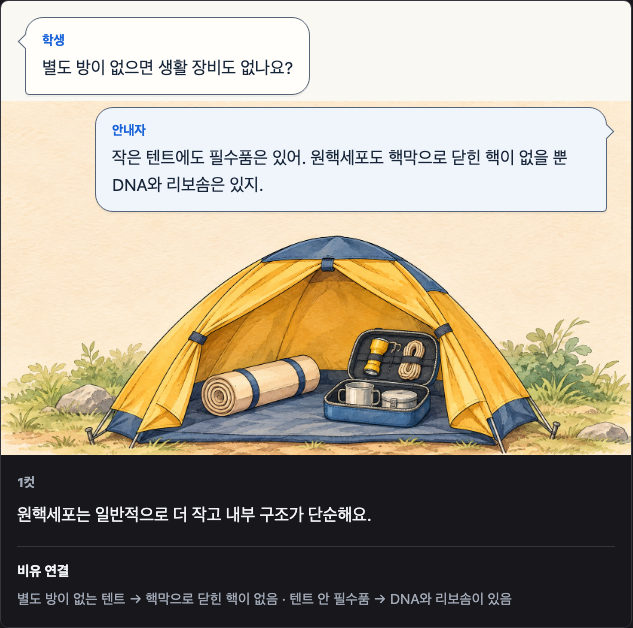 학생
별도 방이 없으면 생활 장비도 없나요?
안내자
작은 텐트에도 필수품은 있어. 원핵세포도 핵막으로 닫힌 핵이 없을 뿐
DNA와 리보솜은 있지.
1컷
원핵세포는 일반적으로 더 작고 내부 구조가 단순해요.
비유 연결
별도 방이 없는 텐트 → 핵막으로 닫힌 핵이 없음 · 텐트 안 필수품 → DNA와 리보솜이 있음